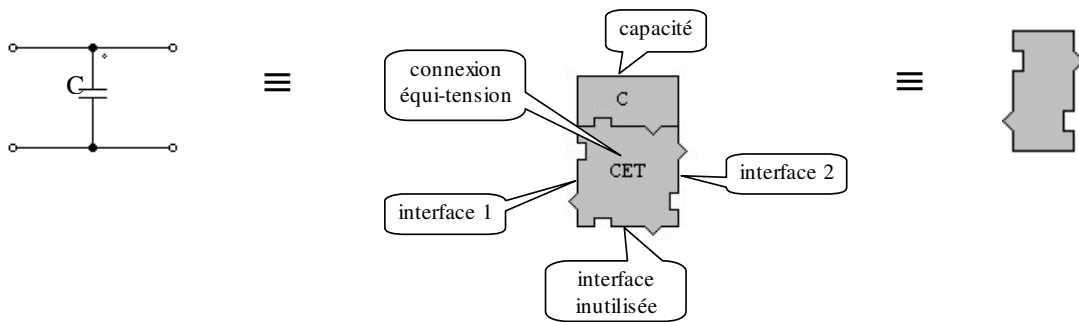 capacité
connexion
équi-tension
C
≡
C
≡
CET
interface 1
interface 2
interface
inutilisée